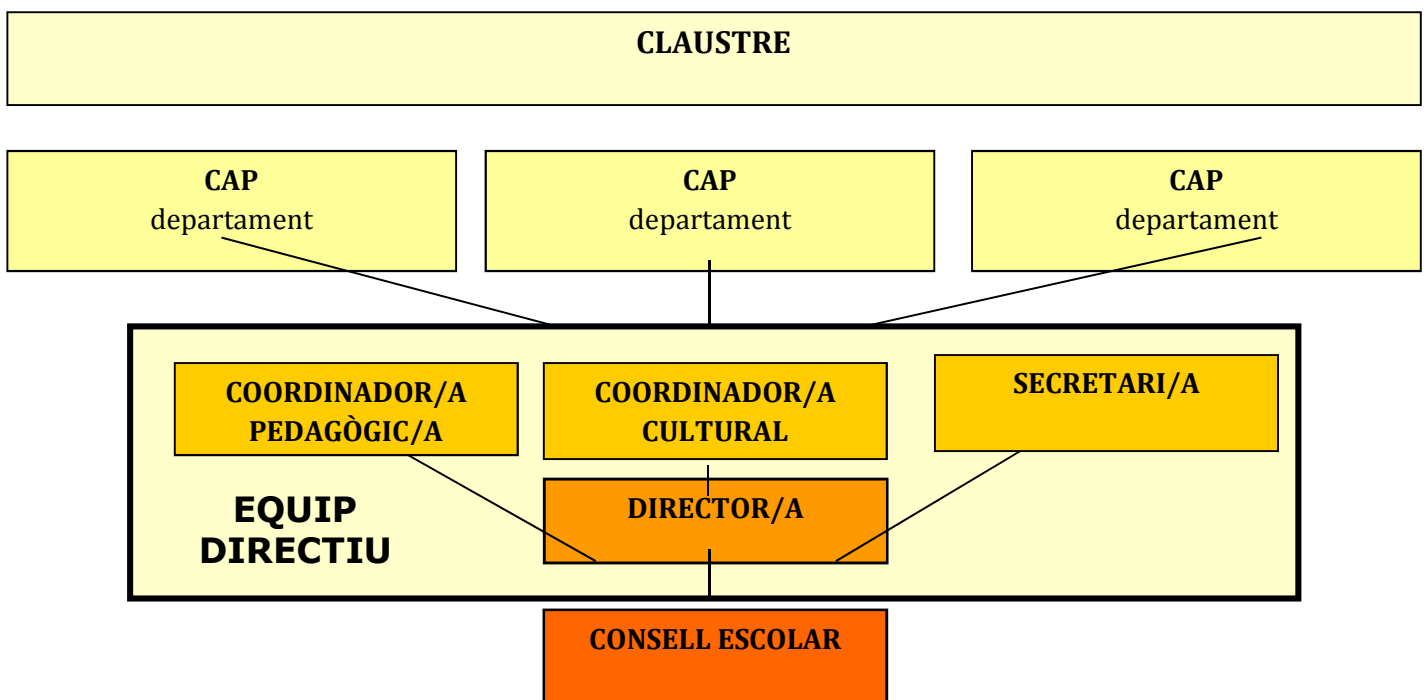 CLAUSTRE
CAP
departament
CAP
departament
CAP
departament
COORDINADOR/A
PEDAGÒGIC/A
COORDINADOR/A
CULTURAL
SECRETARI/A
EQUIP
DIRECTIU
DIRECTOR/A
CONSELL ESCOLAR